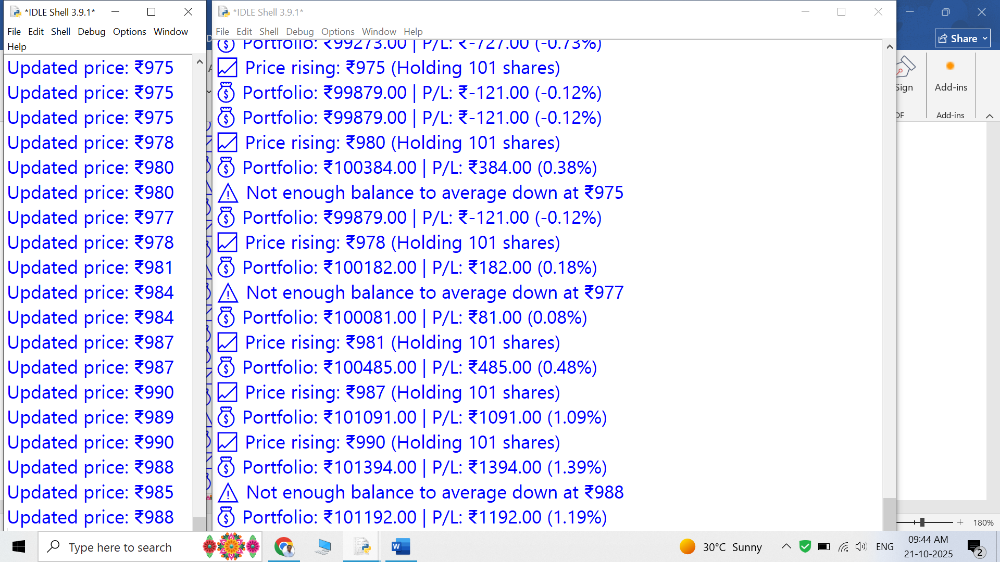 *IDLE Shell 3.9.1*
File Edit Shell Debug Options Window
Help
Updated price: ₹975
Updated price: ₹975
Updated price: ₹975
Updated price: ₹978
Updated price: ₹980
Updated price: ₹980
Updated price: ₹977
Updated price: ₹978
Updated price: ₹981
Updated price: ₹984
Updated price: ₹984
Updated price: ₹987
Updated price: ₹987
Updated price: ₹990
Updated price: ₹989
Updated price: ₹990
Updated price: ₹988
Updated price: ₹985
Updated price: ₹988
*IDLE Shell 3.9.1*
File Edit Shell Debug Options Window Help
Portfolio: ₹99273.00 | P/L: ₹-727.00 (-0.73%)
Price rising: ₹975 (Holding 101 shares)
Portfolio: ₹99879.00 | P/L: ₹-121.00 (-0.12%)
Portfolio: ₹99879.00 | P/L: ₹-121.00 (-0.12%)
Price rising: ₹980 (Holding 101 shares)
Portfolio: ₹100384.00 | P/L: ₹384.00 (0.38%)
Not enough balance to average down at ₹975
Portfolio: ₹99879.00 | P/L: ₹-121.00 (-0.12%)
Price rising: ₹978 (Holding 101 shares)
Portfolio: ₹100182.00 | P/L: ₹182.00 (0.18%)
Not enough balance to average down at ₹977
Portfolio: ₹100081.00 | P/L: ₹81.00 (0.08%)
Price rising: ₹981 (Holding 101 shares)
Portfolio: ₹100485.00 | P/L: ₹485.00 (0.48%)
Price rising: ₹987 (Holding 101 shares)
Portfolio: ₹101091.00 | P/L: ₹1091.00 (1.09%)
Price rising: ₹990 (Holding 101 shares)
Portfolio: ₹101394.00 | P/L: ₹1394.00 (1.39%)
Not enough balance to average down at ₹988
Portfolio: ₹101192.00 | P/L: ₹1192.00 (1.19%)
Share
Sign
Add-ins
DF
Add-ins
180%
Type here to search
30°C Sunny
ENG
09:44 AM
21-10-2025
2